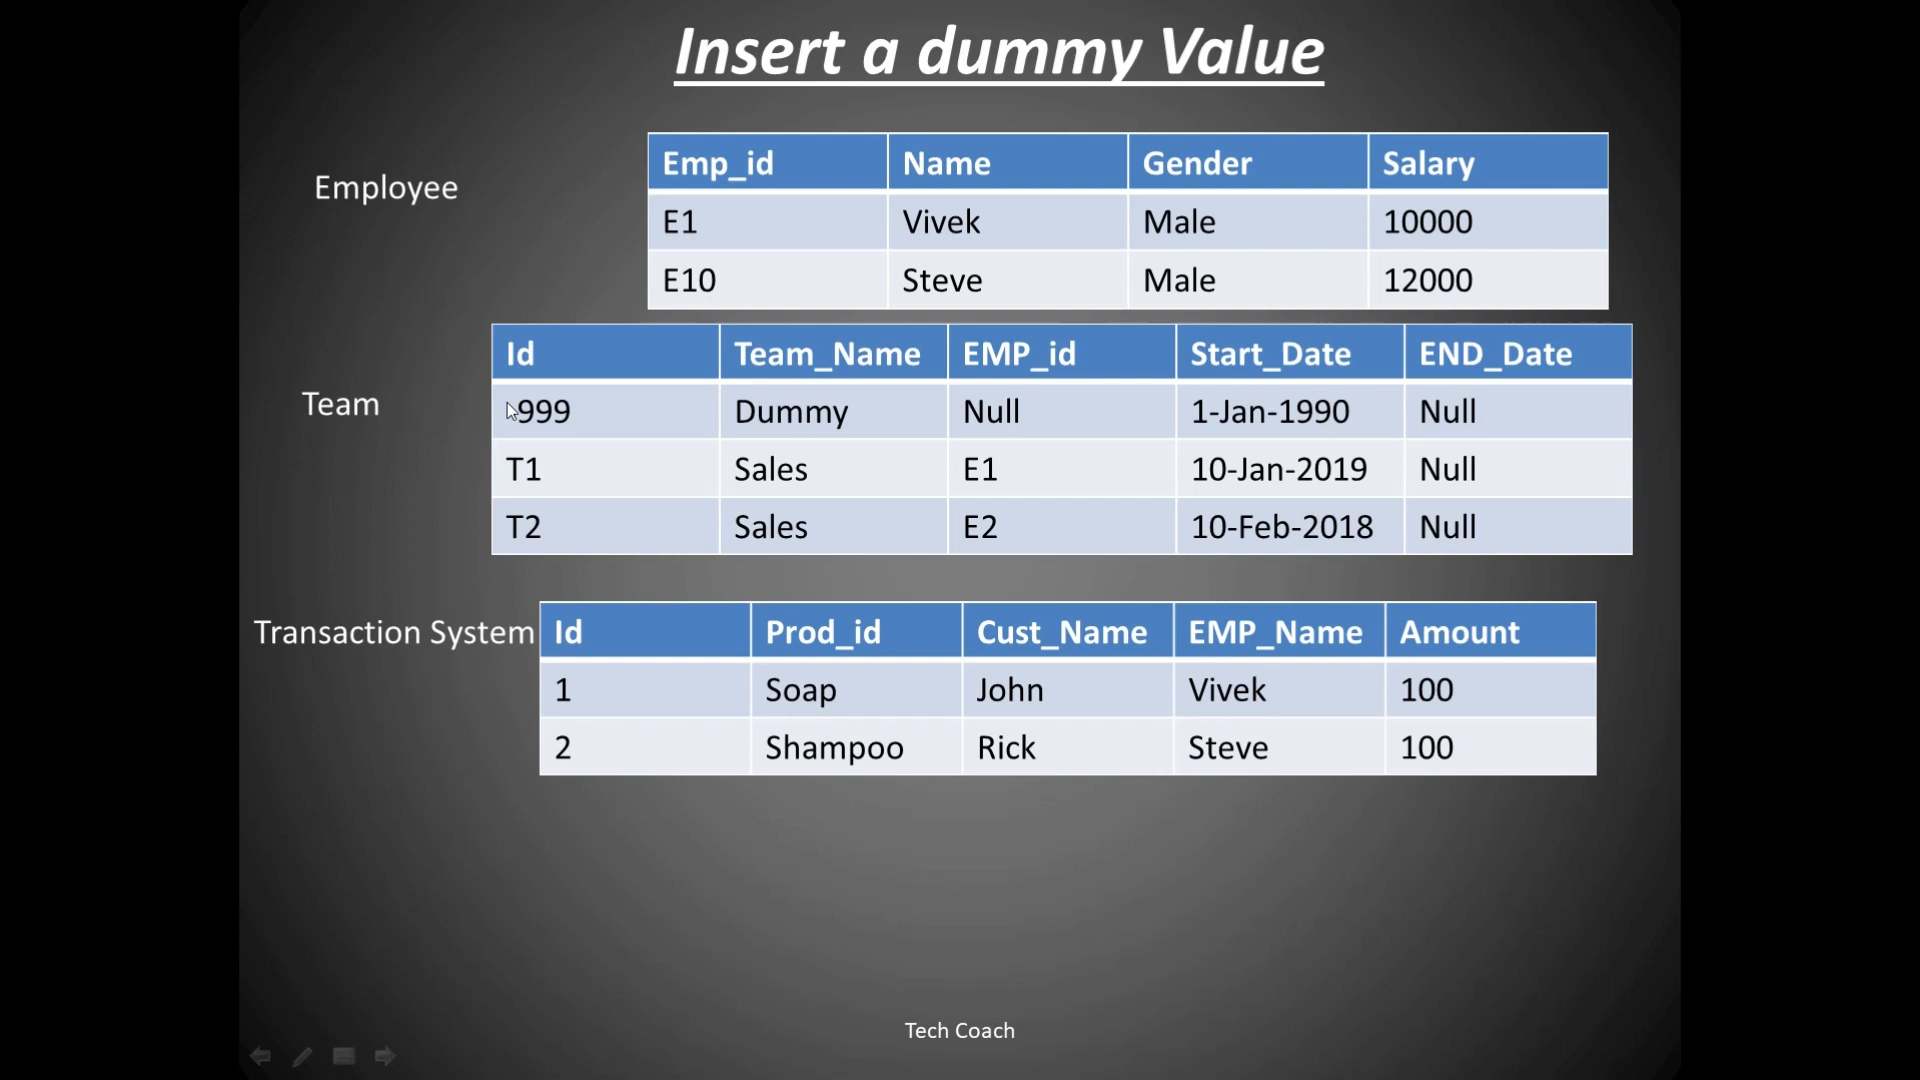 Insert a dummy Value
Employee
Emp_id Name Gender Salary
E1 Vivek Male 10000
E10 Steve Male 12000
Team
Id Team_Name EMP_id Start_Date END_Date
-999 Dummy Null 1-Jan-1990 Null
T1 Sales E1 10-Jan-2019 Null
T2 Sales E2 10-Feb-2018 Null
Transaction System
Id Prod_id Cust_Name EMP_Name Amount
1 Soap John Vivek 100
2 Shampoo Rick Steve 100
Tech Coach